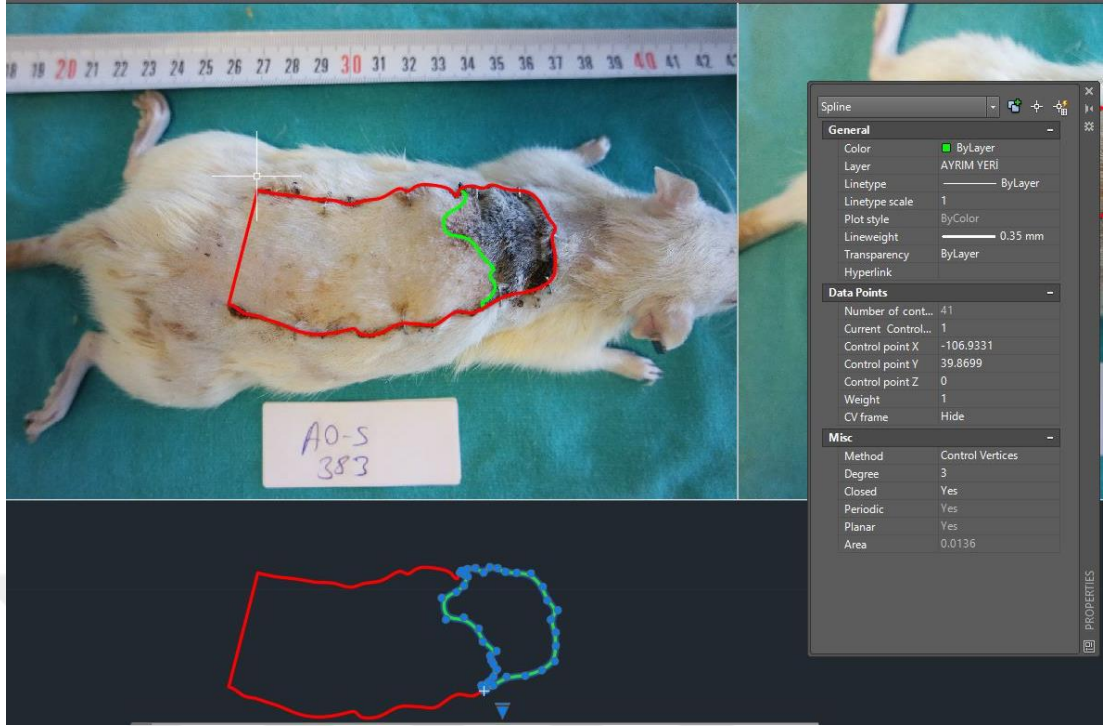 18 19 20 21 22 23 24 25 26 27 28 29 30 31 32 33 34 35 36 37 38 39 40 41 42
AO-S
383
Spline
General
Color ByLayer
Layer AYRIM YERİ
Linetype ByLayer
Linetype scale 1
Plot style ByColor
Lineweight 0.35 mm
Transparency ByLayer
Hyperlink
Data Points
Number of cont... 41
Current Control... 1
Control point X -106.9331
Control point Y 39.8699
Control point Z 0
Weight 1
CV frame Hide
Misc
Method Control Vertices
Degree 3
Closed Yes
Periodic Yes
Planar Yes
Area 0.0136
PROPERTIES